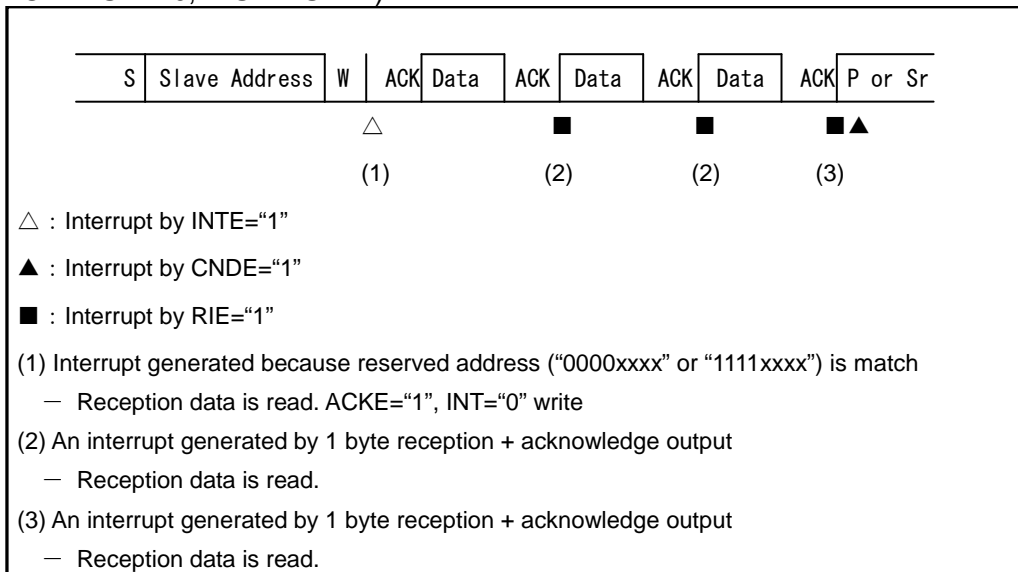 S Slave Address W ACK Data ACK Data ACK Data ACK P or Sr
△ ■ ■ ■ ▲
(1) (2) (2) (3)
△ : Interrupt by INTE=“1”
▲ : Interrupt by CNDE=“1”
■ : Interrupt by RIE=“1”
(1) Interrupt generated because reserved address (“0000xxxx” or “1111xxxx”) is match
－ Reception data is read. ACKE=“1”, INT=“0” write
(2) An interrupt generated by 1 byte reception + acknowledge output
－ Reception data is read.
(3) An interrupt generated by 1 byte reception + acknowledge output
－ Reception data is read.